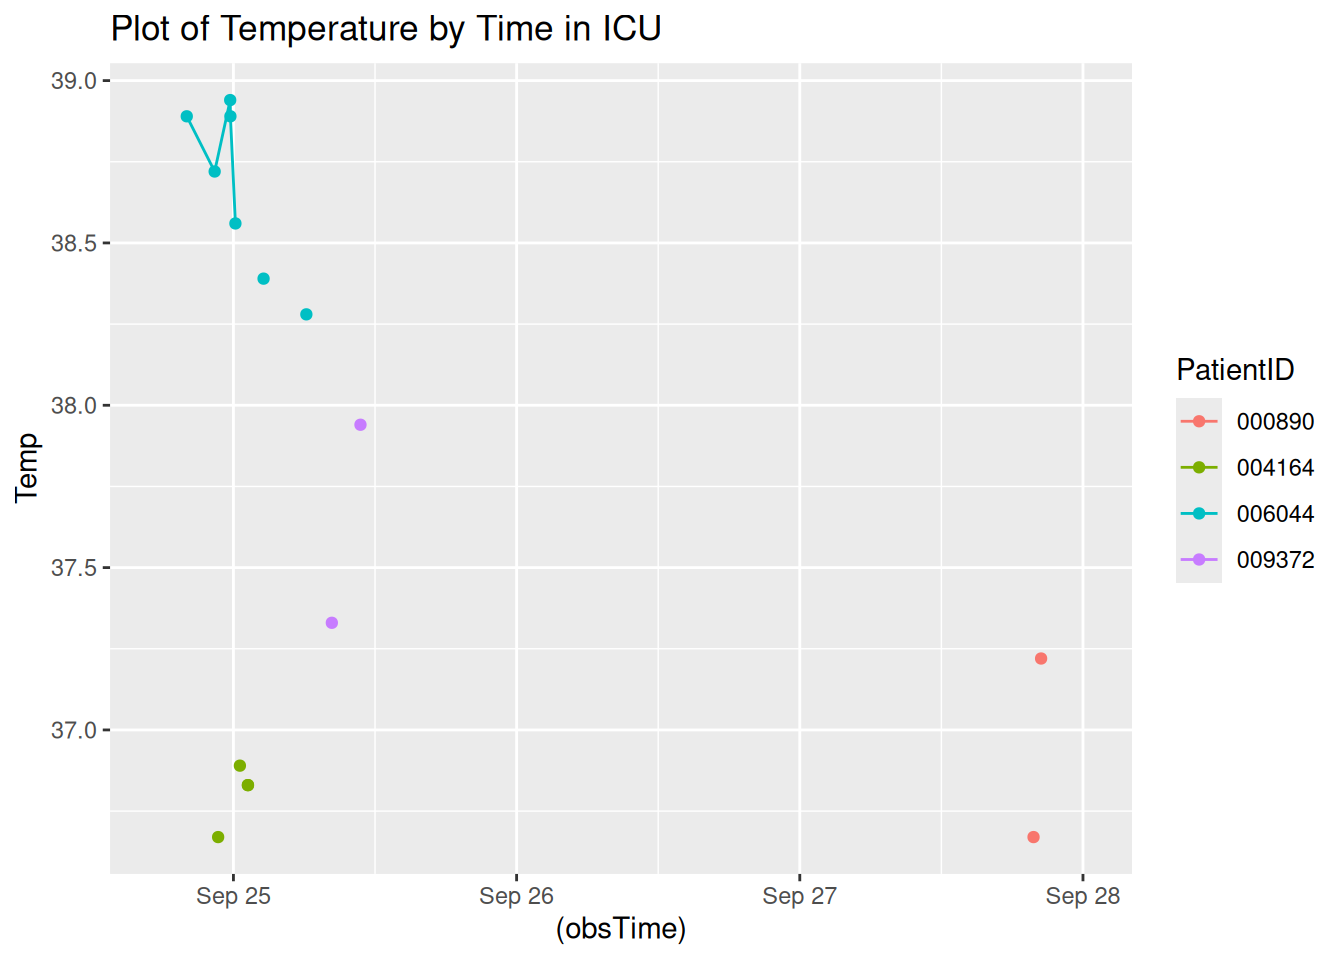 Plot of Temperature by Time in ICU
39.0
38.5
38.0
37.5
37.0
Temp
Sep 25
Sep 26
Sep 27
Sep 28
(obsTime)
PatientID
000890
004164
006044
009372